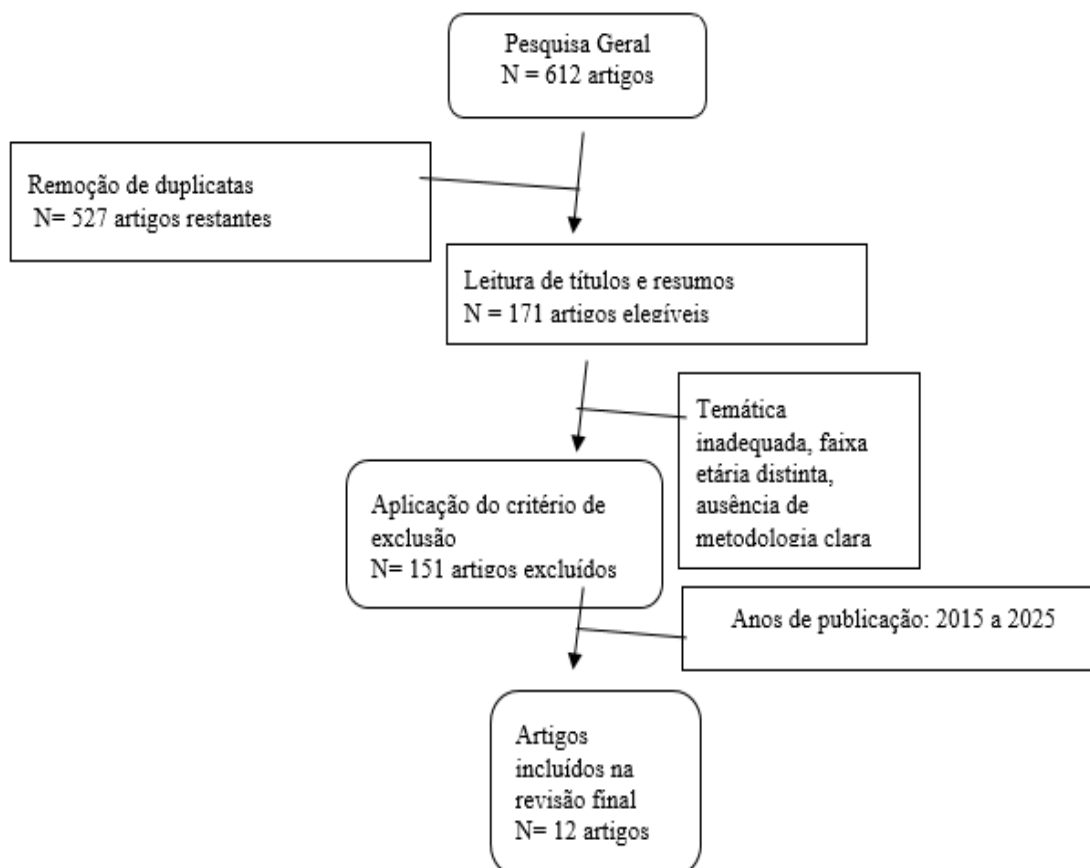 Pesquisa Geral
N = 612 artigos
Remoção de duplicatas
N= 527 artigos restantes
Leitura de títulos e resumos
N = 171 artigos elegíveis
Temática
inadequada, faixa
etária distinta,
ausência de
metodologia clara
Aplicação do critério de
exclusão
N= 151 artigos excluídos
Anos de publicação: 2015 a 2025
Artigos
incluídos na
revisão final
N= 12 artigos